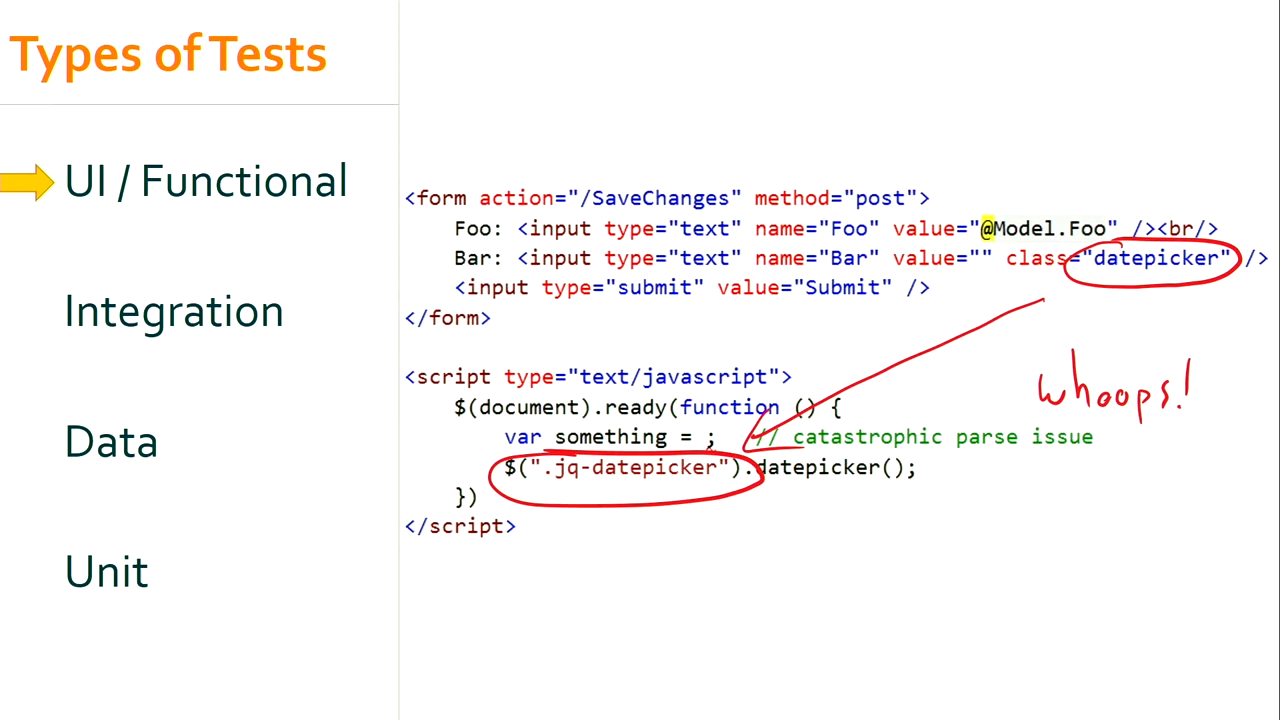 Types of Tests
UI / Functional
Integration
Data
Unit
<form action="/SaveChanges" method="post">
Foo: <input type="text" name="Foo" value="@Model.Foo" /><br/>
Bar: <input type="text" name="Bar" value="" class="datepicker" />
<input type="submit" value="Submit" />
</form>
<script type="text/javascript">
$(document).ready(function () {
var something = ;   // catastrophic parse issue
$(".jq-datepicker").datepicker();
})
</script>
whoops!